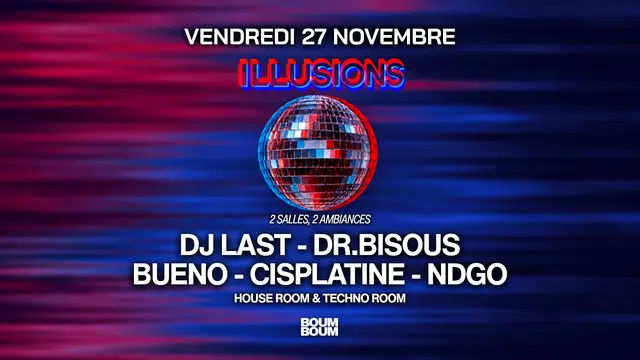 VENDREDI 27 NOVEMBRE
ILLUSIONS
2 SALLES, 2 AMBIANCES
DJ LAST - DR.BISOUS
BUENO - CISPLATINE - NDGO
HOUSE ROOM & TECHNO ROOM
BOUM
BOUM